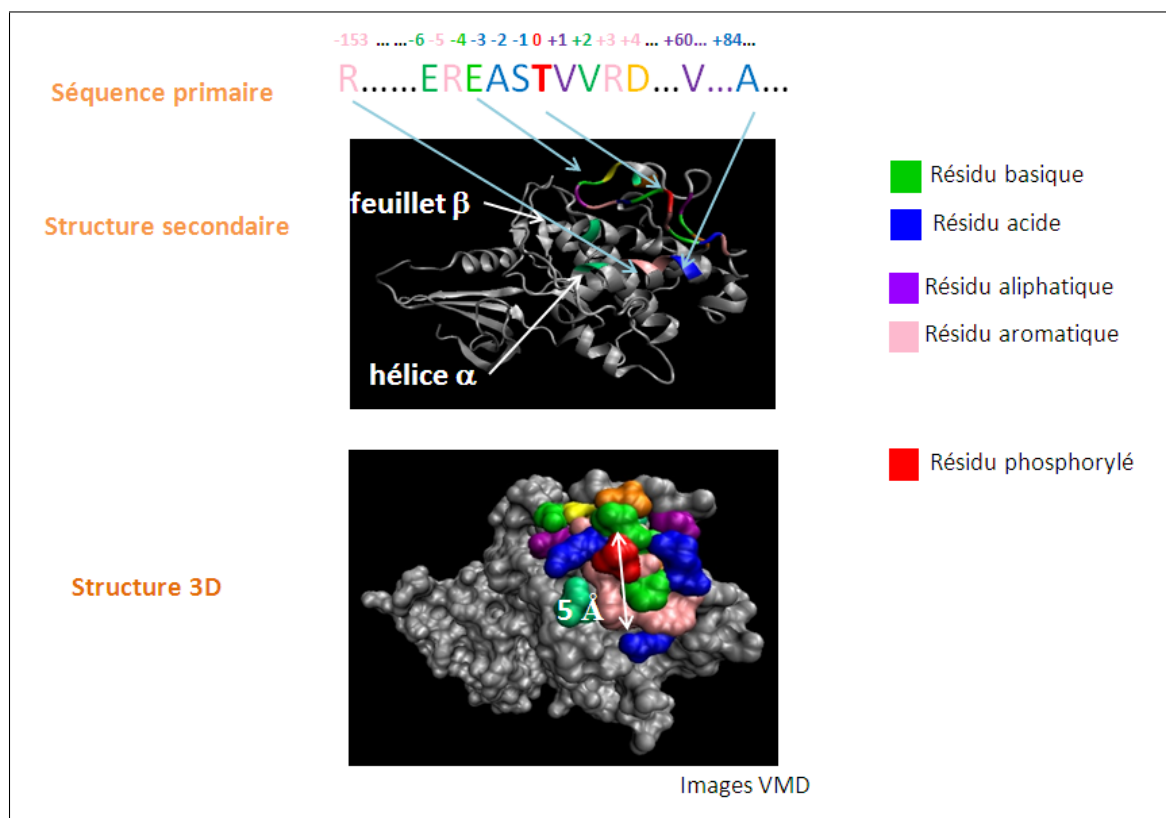 -153 ... ...-6 -5 -4 -3 -2 -1 0 +1 +2 +3 +4 ... +60... +84...
Séquence primaire
R......EREASTVVRD...V...A...
Structure secondaire
feuillet β
hélice α
Résidu basique
Résidu acide
Résidu aliphatique
Résidu aromatique
Résidu phosphorylé
Structure 3D
5 Å
Images VMD